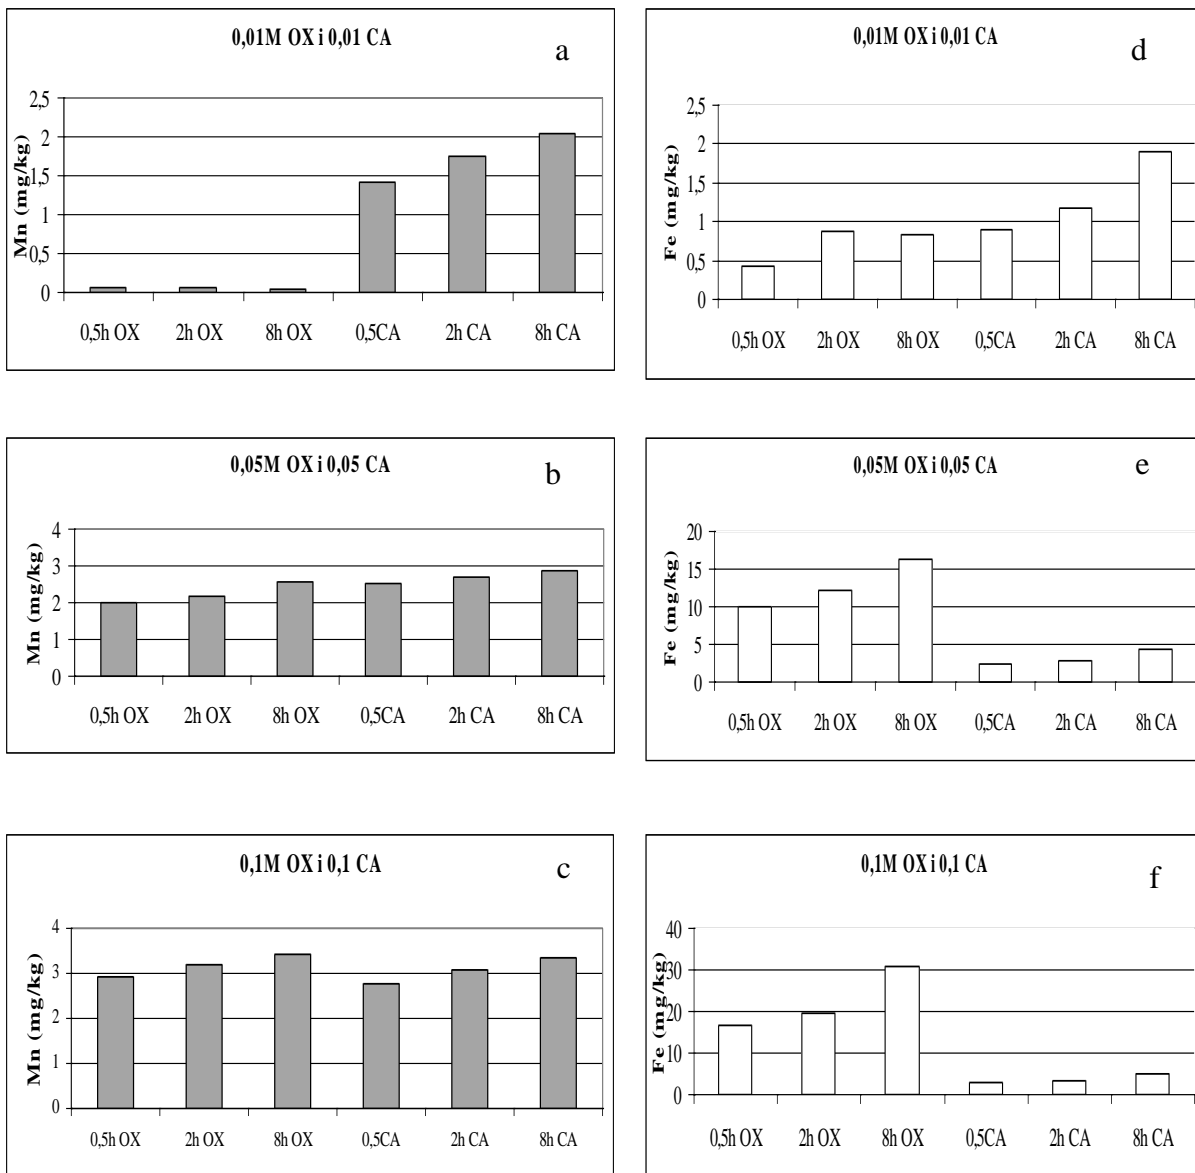 0,01M OX i 0,01 CA
a
Mn (mg/kg)
2,5
2
1,5
1
0,5
0
0,5h OX 2h OX 8h OX 0,5CA 2h CA 8h CA
0,01M OX i 0,01 CA
d
Fe (mg/kg)
2,5
2
1,5
1
0,5
0
0,5h OX 2h OX 8h OX 0,5CA 2h CA 8h CA
0,05M OX i 0,05 CA
b
Mn (mg/kg)
4
3
2
1
0
0,5h OX 2h OX 8h OX 0,5CA 2h CA 8h CA
0,05M OX i 0,05 CA
e
Fe (mg/kg)
20
15
10
5
0
0,5h OX 2h OX 8h OX 0,5CA 2h CA 8h CA
0,1M OX i 0,1 CA
c
Mn (mg/kg)
4
3
2
1
0
0,5h OX 2h OX 8h OX 0,5CA 2h CA 8h CA
0,1M OX i 0,1 CA
f
Fe (mg/kg)
40
30
20
10
0
0,5h OX 2h OX 8h OX 0,5CA 2h CA 8h CA